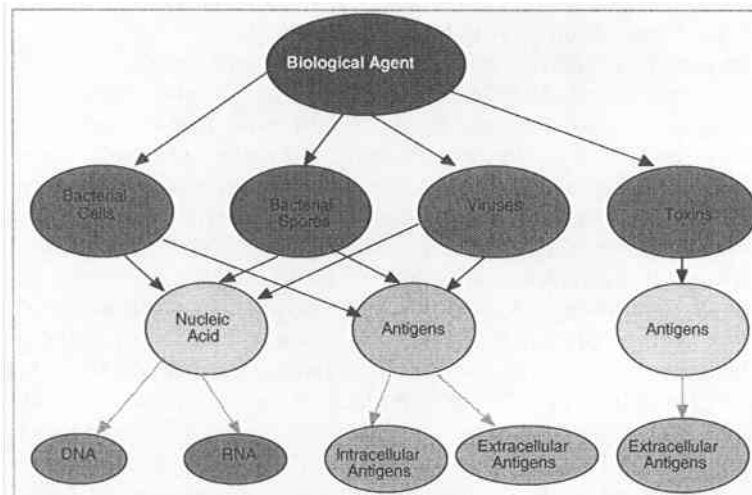 Biological Agent
Bacterial
Cells
Bacterial
Spores
Viruses
Toxins
Nucleic
Acid
Antigens
Antigens
DNA
RNA
Intracellular
Antigens
Extracellular
Antigens
Extracellular
Antigens